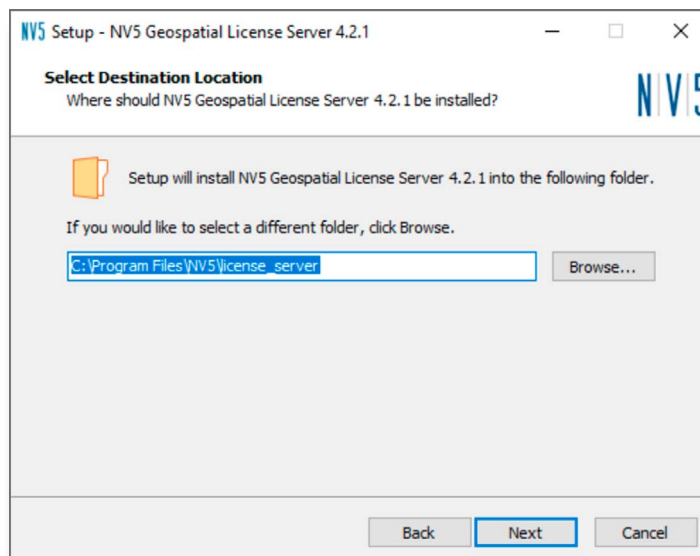 NV5 Setup - NV5 Geospatial License Server 4.2.1
Select Destination Location
Where should NV5 Geospatial License Server 4.2.1 be installed?
N|V|5
Setup will install NV5 Geospatial License Server 4.2.1 into the following folder.
If you would like to select a different folder, click Browse.
C:\Program Files\NV5\license_server
Browse...
Back
Next
Cancel